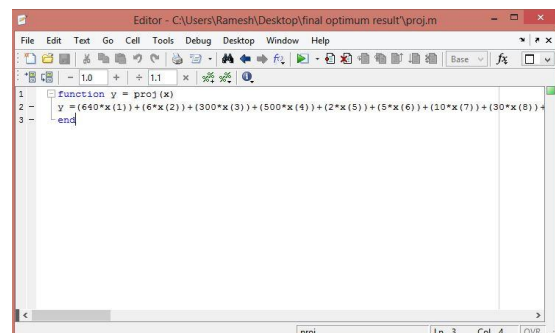 Editor - C:\Users\Ramesh\Desktop\final optimum result'\proj.m
File Edit Text Go Cell Tools Debug Desktop Window Help
Base fx
- 1.0 + ÷ 1.1 ×
1 function y = proj(x)
2 - y =(640*x(1))+(6*x(2))+(300*x(3))+(500*x(4))+(2*x(5))+(5*x(6))+(10*x(7))+(30*x(8))+
3 - end
proj Ln 3 Col 4 OVR